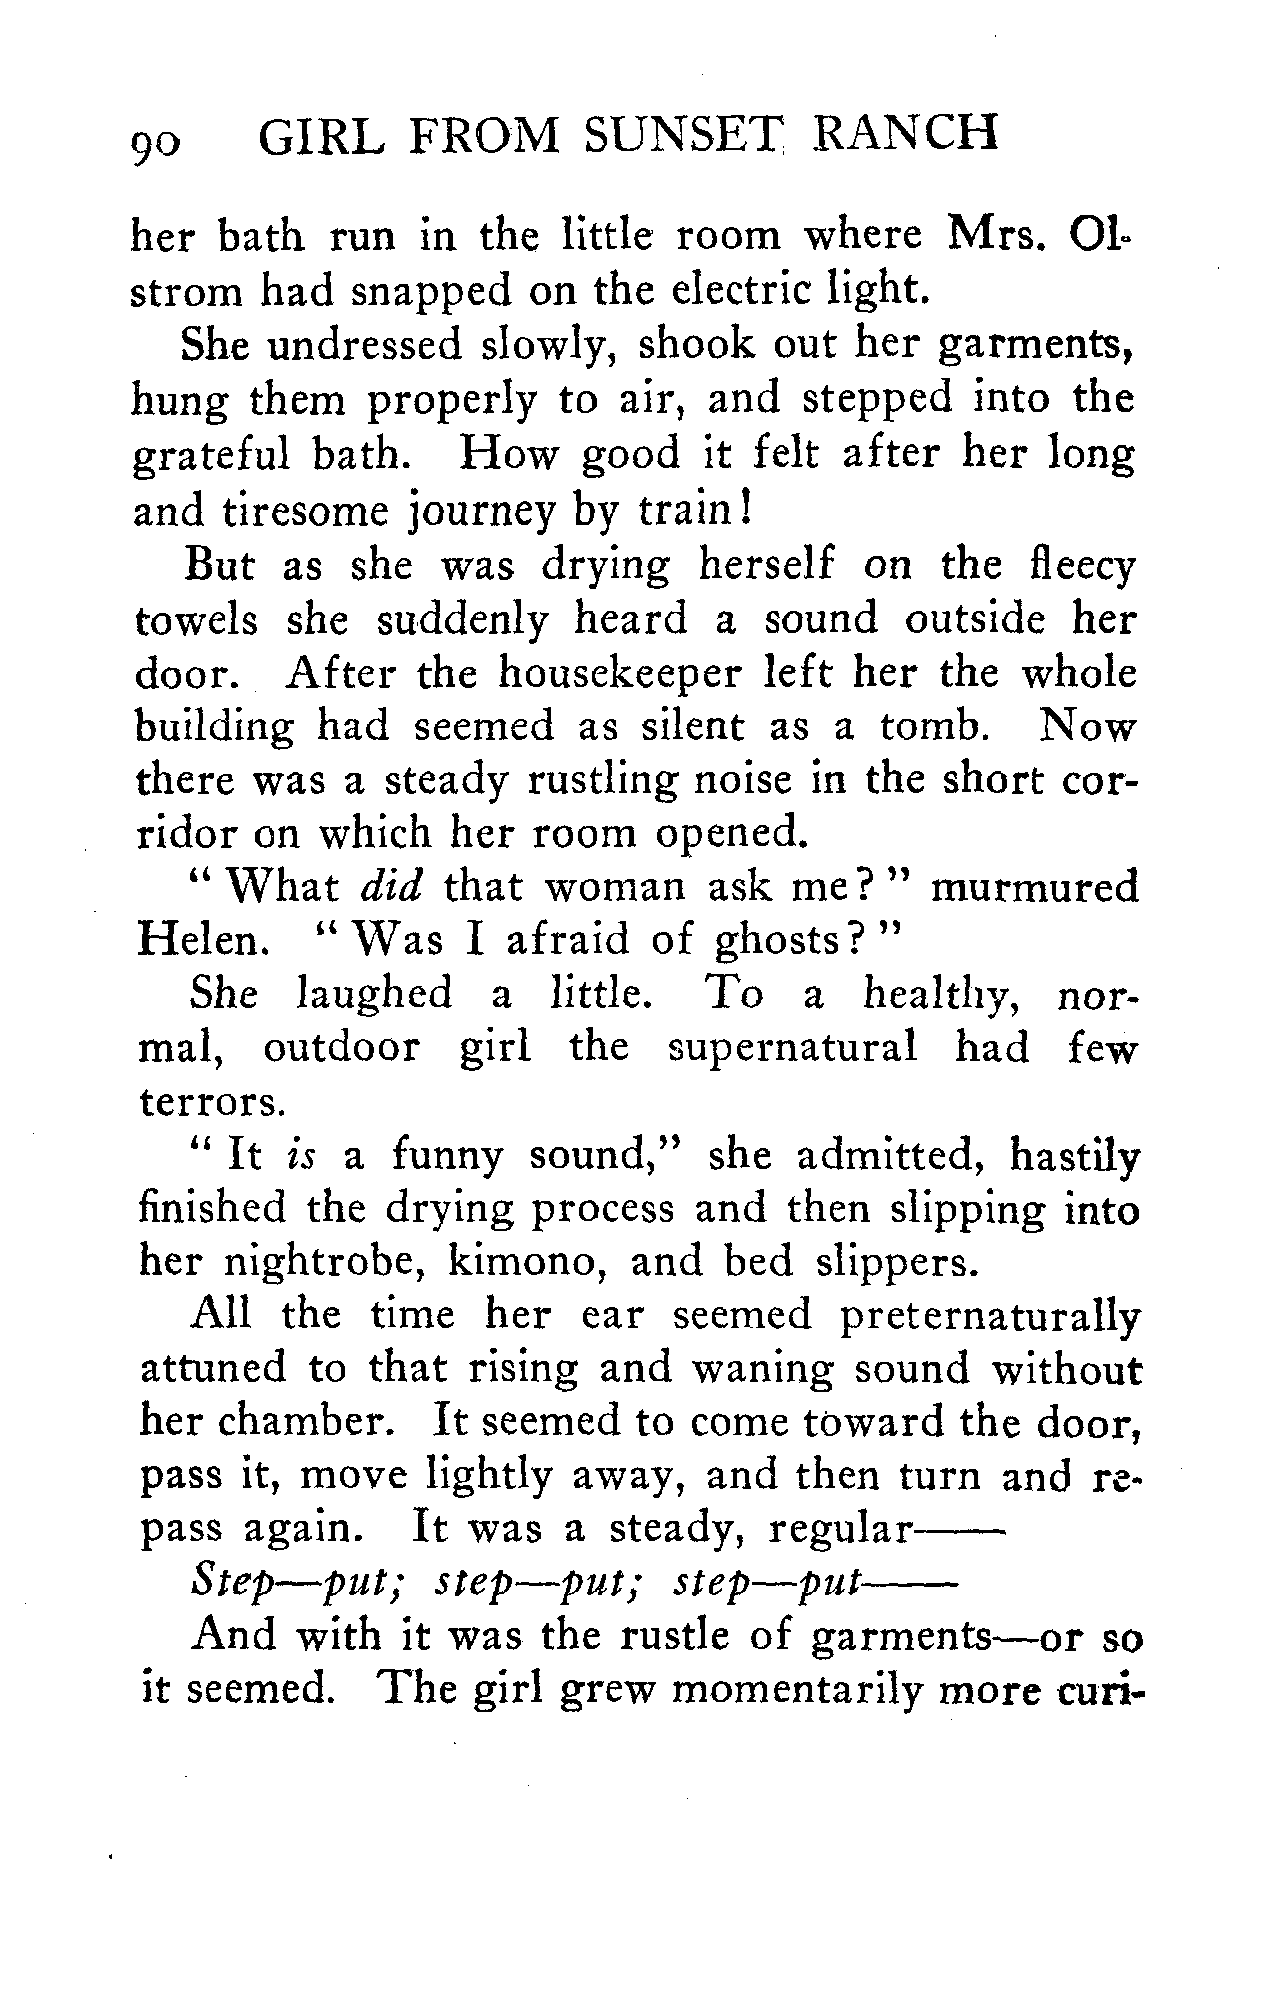 90 GIRL FROM SUNSET RANCH
her bath run in the little room where Mrs. Ol-
strom had snapped on the electric light.
She undressed slowly, shook out her garments,
hung them properly to air, and stepped into the
grateful bath. How good it felt after her long
and tiresome journey by train!
But as she was drying herself on the fleecy
towels she suddenly heard a sound outside her
door. After the housekeeper left her the whole
building had seemed as silent as a tomb. Now
there was a steady rustling noise in the short cor-
ridor on which her room opened.
"What did that woman ask me?" murmured
Helen. "Was I afraid of ghosts?"
She laughed a little. To a healthy, nor-
mal, outdoor girl the supernatural had few
terrors.
"It is a funny sound," she admitted, hastily
finished the drying process and then slipping into
her nightrobe, kimono, and bed slippers.
All the time her ear seemed preternaturally
attuned to that rising and waning sound without
her chamber. It seemed to come toward the door,
pass it, move lightly away, and then turn and re-
pass again. It was a steady, regular——
Step—put; step—put; step—put——
And with it was the rustle of garments—or so
it seemed. The girl grew momentarily more curi-